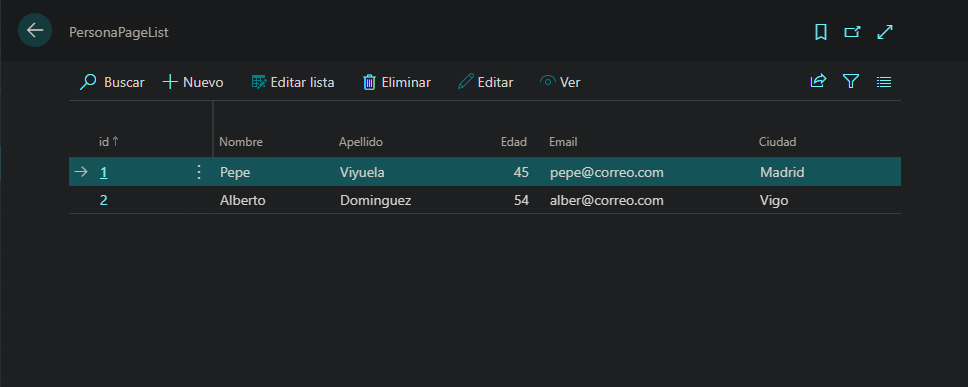 PersonaPageList
Buscar Nuevo Editar lista Eliminar Editar Ver
id↑ Nombre Apellido Edad Email Ciudad
1 Pepe Viyuela 45 pepe@correo.com Madrid
2 Alberto Dominguez 54 alber@correo.com Vigo